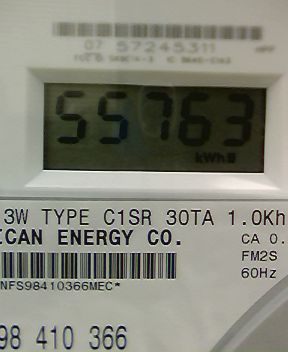 07 57245311
55763
kWh
3W TYPE C1SR 30TA 1.0Kh
ICAN ENERGY CO.
CA 0.
FM2S
NFS98410366MEC*
60Hz
98 410 366